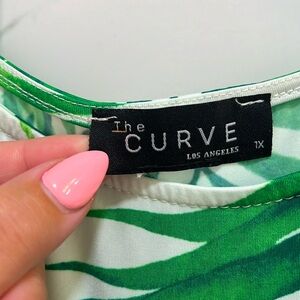 The
CURVE
LOS ANGELES
1X